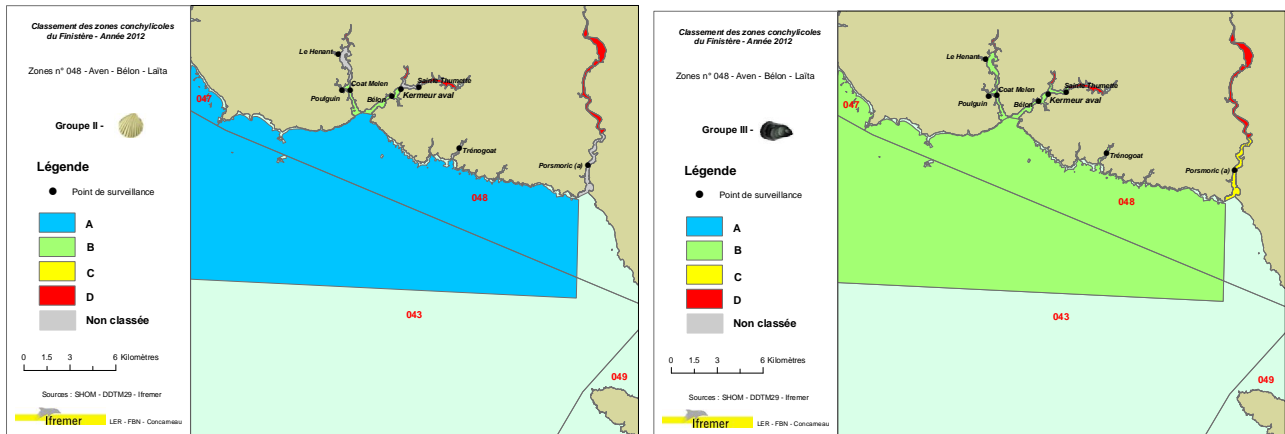 Classement des zones conchylicoles
du Finistère - Année 2012
Zones n° 048 - Aven - Bélon - Laïta
Groupe II -
Légende
Point de surveillance
A
B
C
D
Non classée
0 1.5 3 6 Kilomètres
Sources : SHOM - DDTM29 - Ifremer
Ifremer
LER - FBN - Concarneau
Le Henant
Coat Melen
Poulguin
Bélon
Sainte Thumette
Kermeur aval
Trénogoat
Porsmoric (a)
047
048
043
049
Classement des zones conchylicoles
du Finistère - Année 2012
Zones n° 048 - Aven - Bélon - Laïta
Groupe III -
Légende
Point de surveillance
A
B
C
D
Non classée
0 1.5 3 6 Kilomètres
Sources : SHOM - DDTM29 - Ifremer
Ifremer
LER - FBN - Concarneau
Le Henant
Coat Melen
Poulguin
Bélon
Sainte Thumette
Kermeur aval
Trénogoat
Porsmoric (a)
047
048
043
049